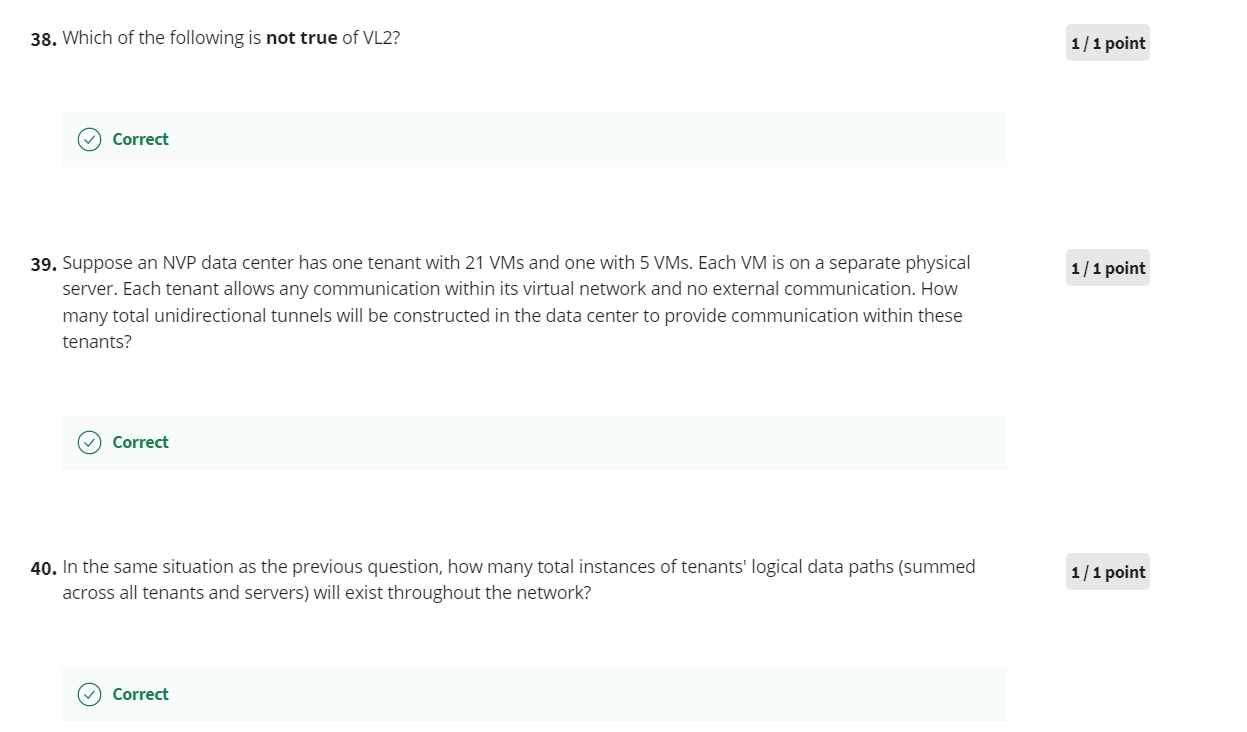 38. Which of the following is not true of VL2?
1 / 1 point
Correct
39. Suppose an NVP data center has one tenant with 21 VMs and one with 5 VMs. Each VM is on a separate physical
server. Each tenant allows any communication within its virtual network and no external communication. How
many total unidirectional tunnels will be constructed in the data center to provide communication within these
tenants?
1 / 1 point
Correct
40. In the same situation as the previous question, how many total instances of tenants' logical data paths (summed
across all tenants and servers) will exist throughout the network?
1 / 1 point
Correct